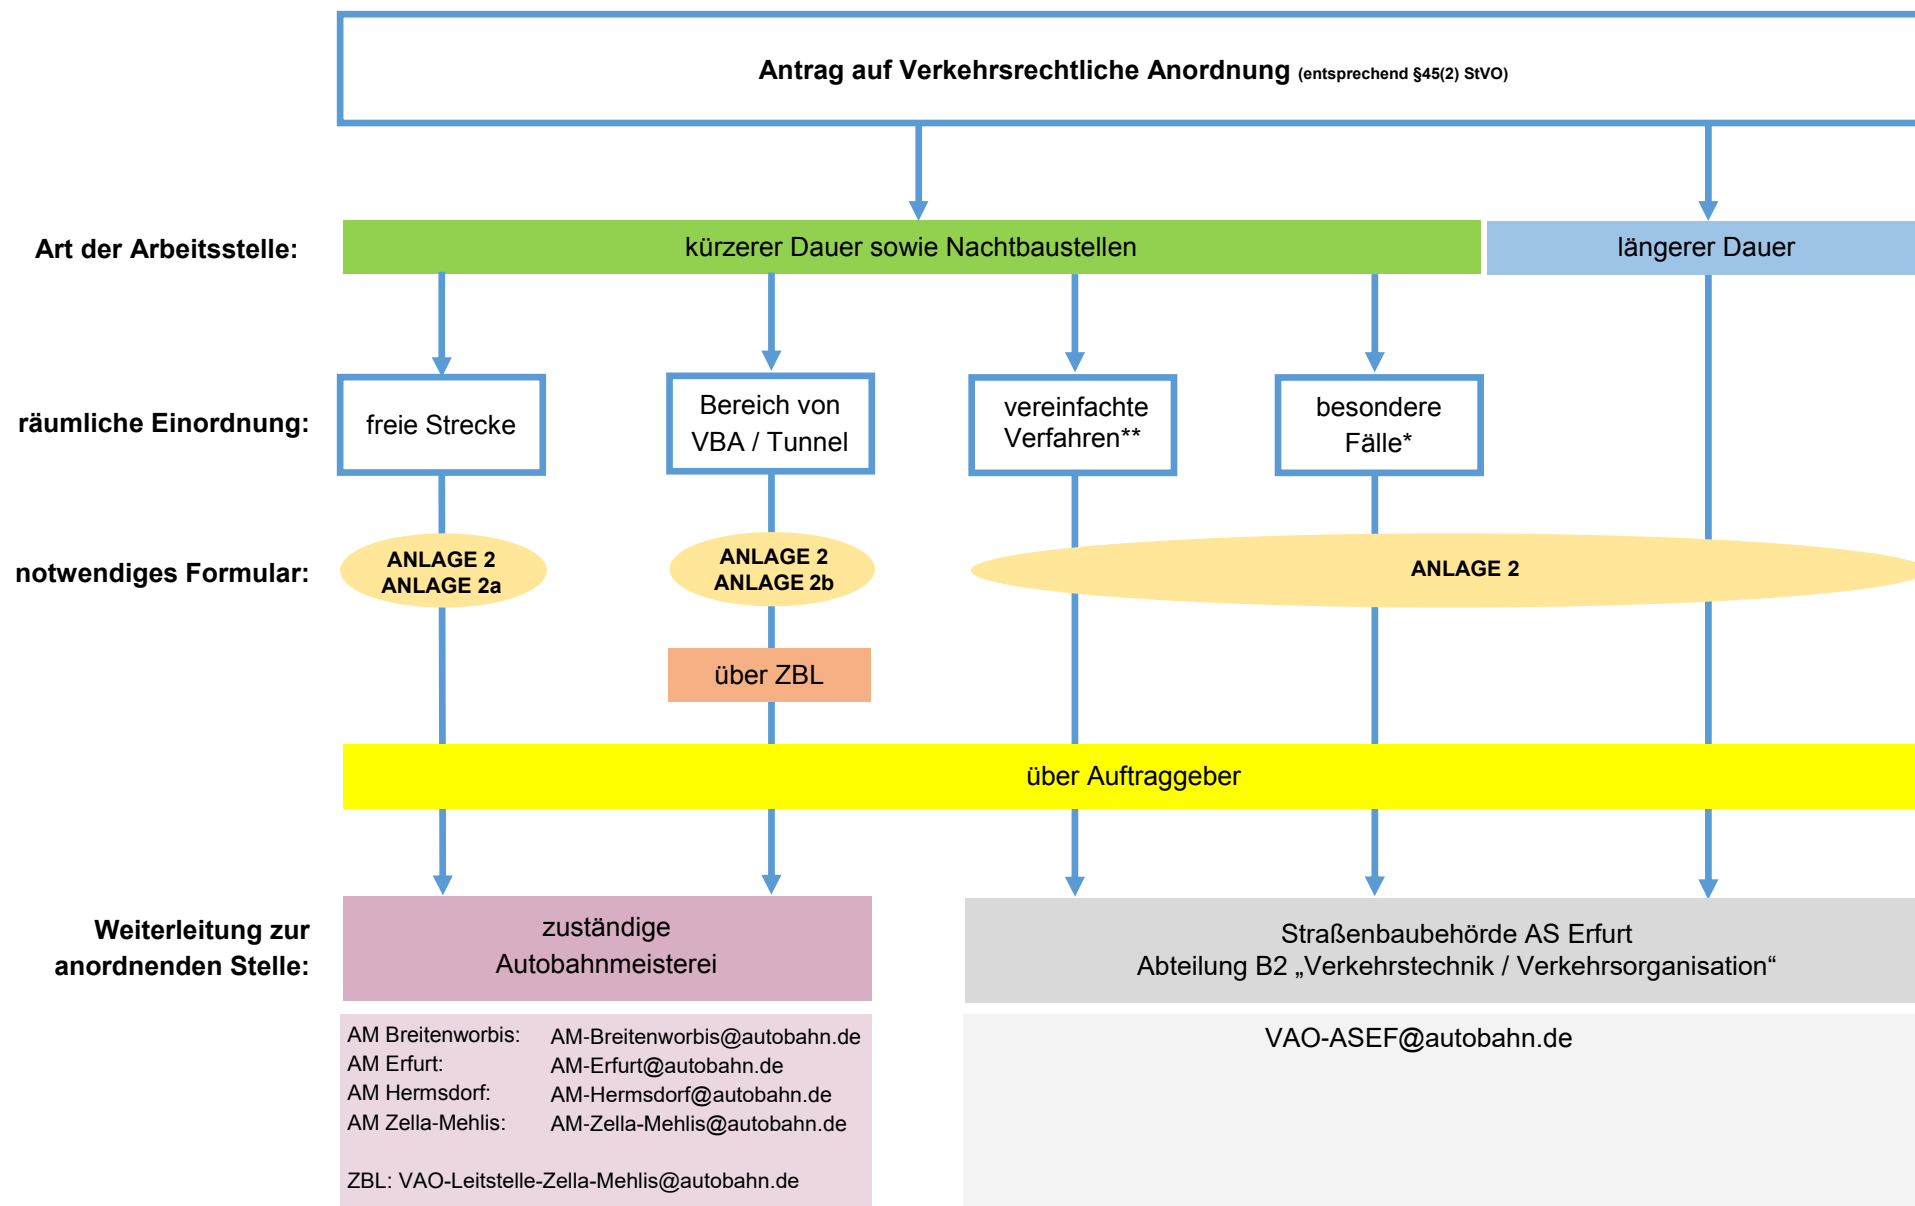 Antrag auf Verkehrsrechtliche Anordnung (entsprechend §45(2) StVO)
Art der Arbeitsstelle:
kürzerer Dauer sowie Nachtbaustellen
längerer Dauer
räumliche Einordnung:
freie Strecke
Bereich von
VBA / Tunnel
vereinfachte
Verfahren**
besondere
Fälle*
notwendiges Formular:
ANLAGE 2
ANLAGE 2a
ANLAGE 2
ANLAGE 2b
ANLAGE 2
über ZBL
über Auftraggeber
Weiterleitung zur
anordnenden Stelle:
zuständige
Autobahnmeisterei
Straßenbaubehörde AS Erfurt
Abteilung B2 „Verkehrstechnik / Verkehrsorganisation“
AM Breitenworbis: AM-Breitenworbis@autobahn.de
AM Erfurt: AM-Erfurt@autobahn.de
AM Hermsdorf: AM-Hermsdorf@autobahn.de
AM Zella-Mehlis: AM-Zella-Mehlis@autobahn.de
ZBL: VAO-Leitstelle-Zella-Mehlis@autobahn.de
VAO-ASEF@autobahn.de